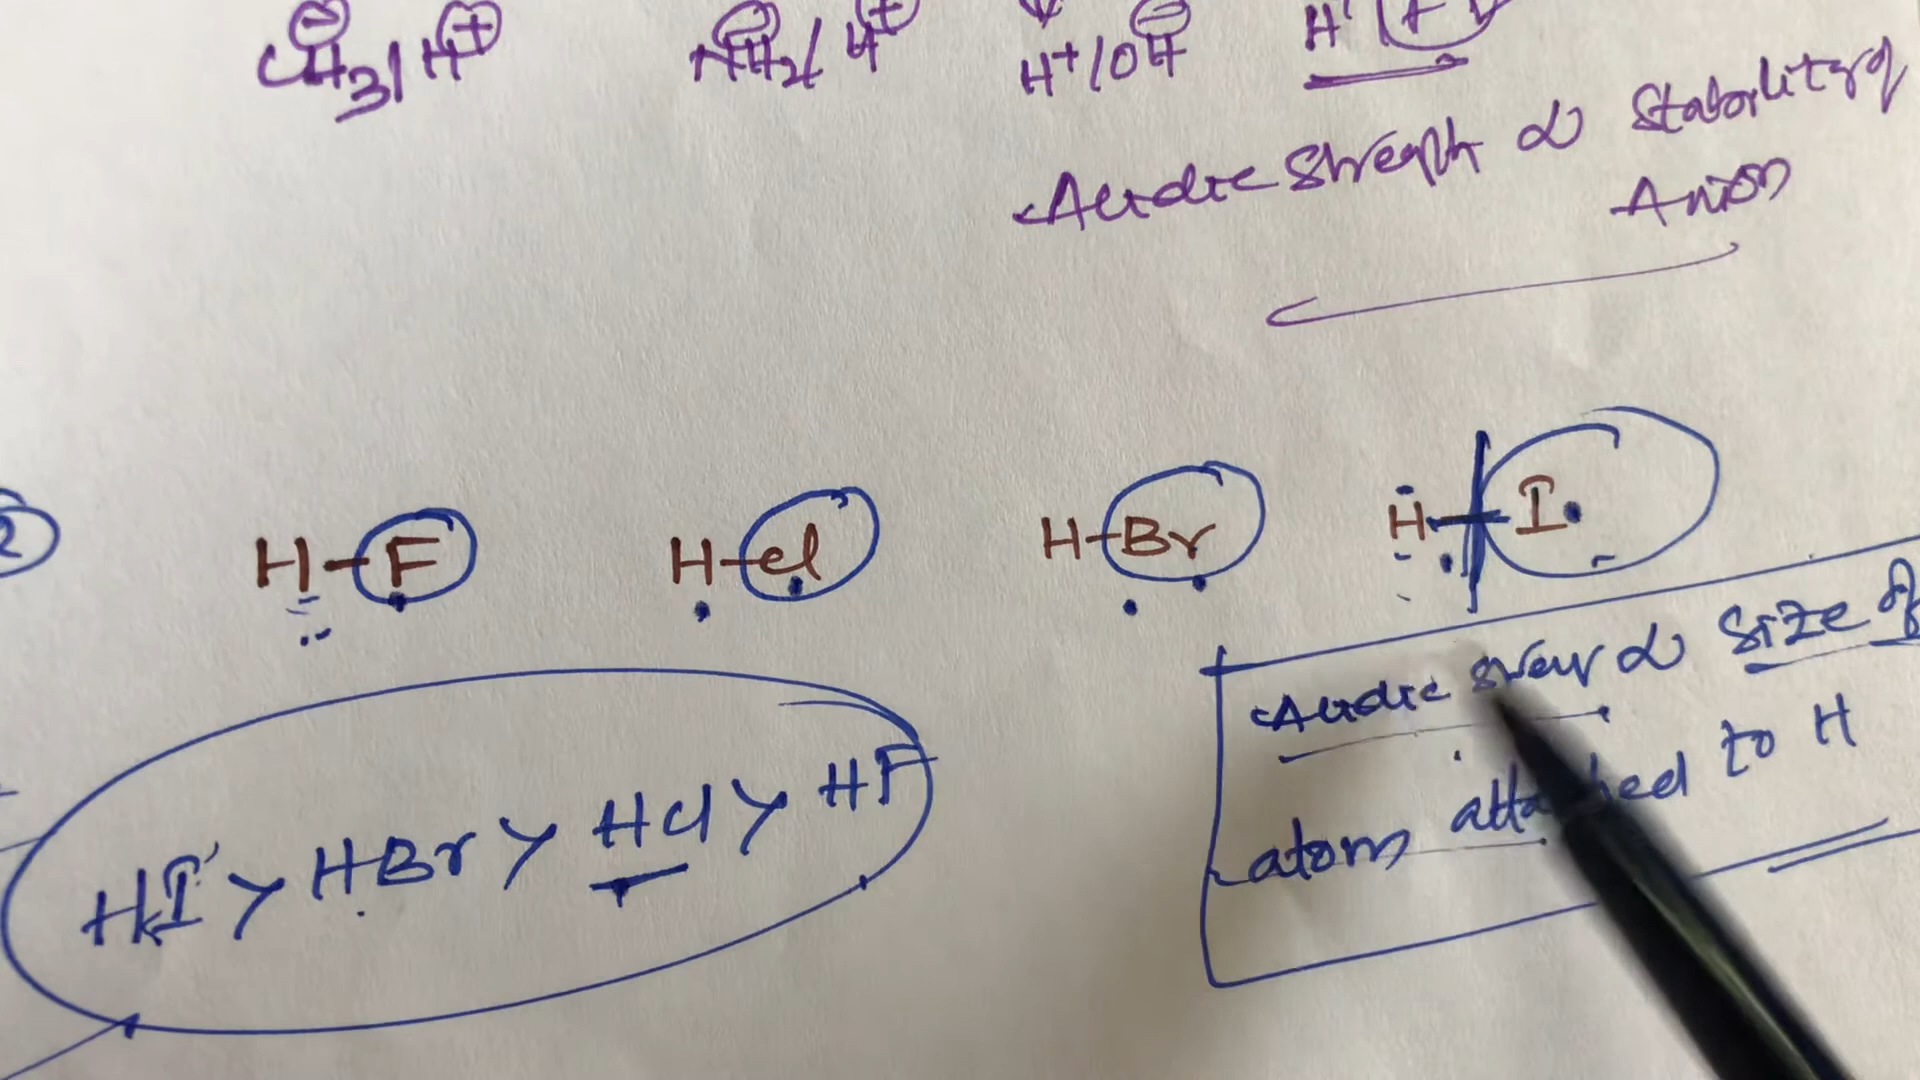 CH3⊖/H⊕ NH2⊖/H⊕ H+/OH⊖
Acidic Strength ∝ Stability of
Anion
2
H-F H-Cl H-Br H-I
Acidic ∝ Size of
atom attached to H
HI > HBr > HCl > HF